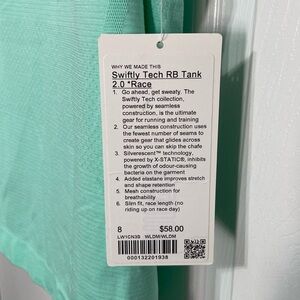 WHY WE MADE THIS
Swiftly Tech RB Tank
2.0 *Race
1. Go ahead, get sweaty. The
Swiftly Tech collection,
powered by seamless
construction, is the ultimate
gear for running and training
2. Our seamless construction uses
the fewest number of seams to
create gear that glides across
skin so you can skip the chafe
3. Silverescent™ technology,
powered by X-STATIC®, inhibits
the growth of odour-causing
bacteria on the garment
4. Added elastane improves stretch
and shape retention
5. Mesh construction for
breathability
6. Slim fit, race length (no
riding up on race day)
8 $58.00
LW1CN3S WLDM/WLDM
000132201938